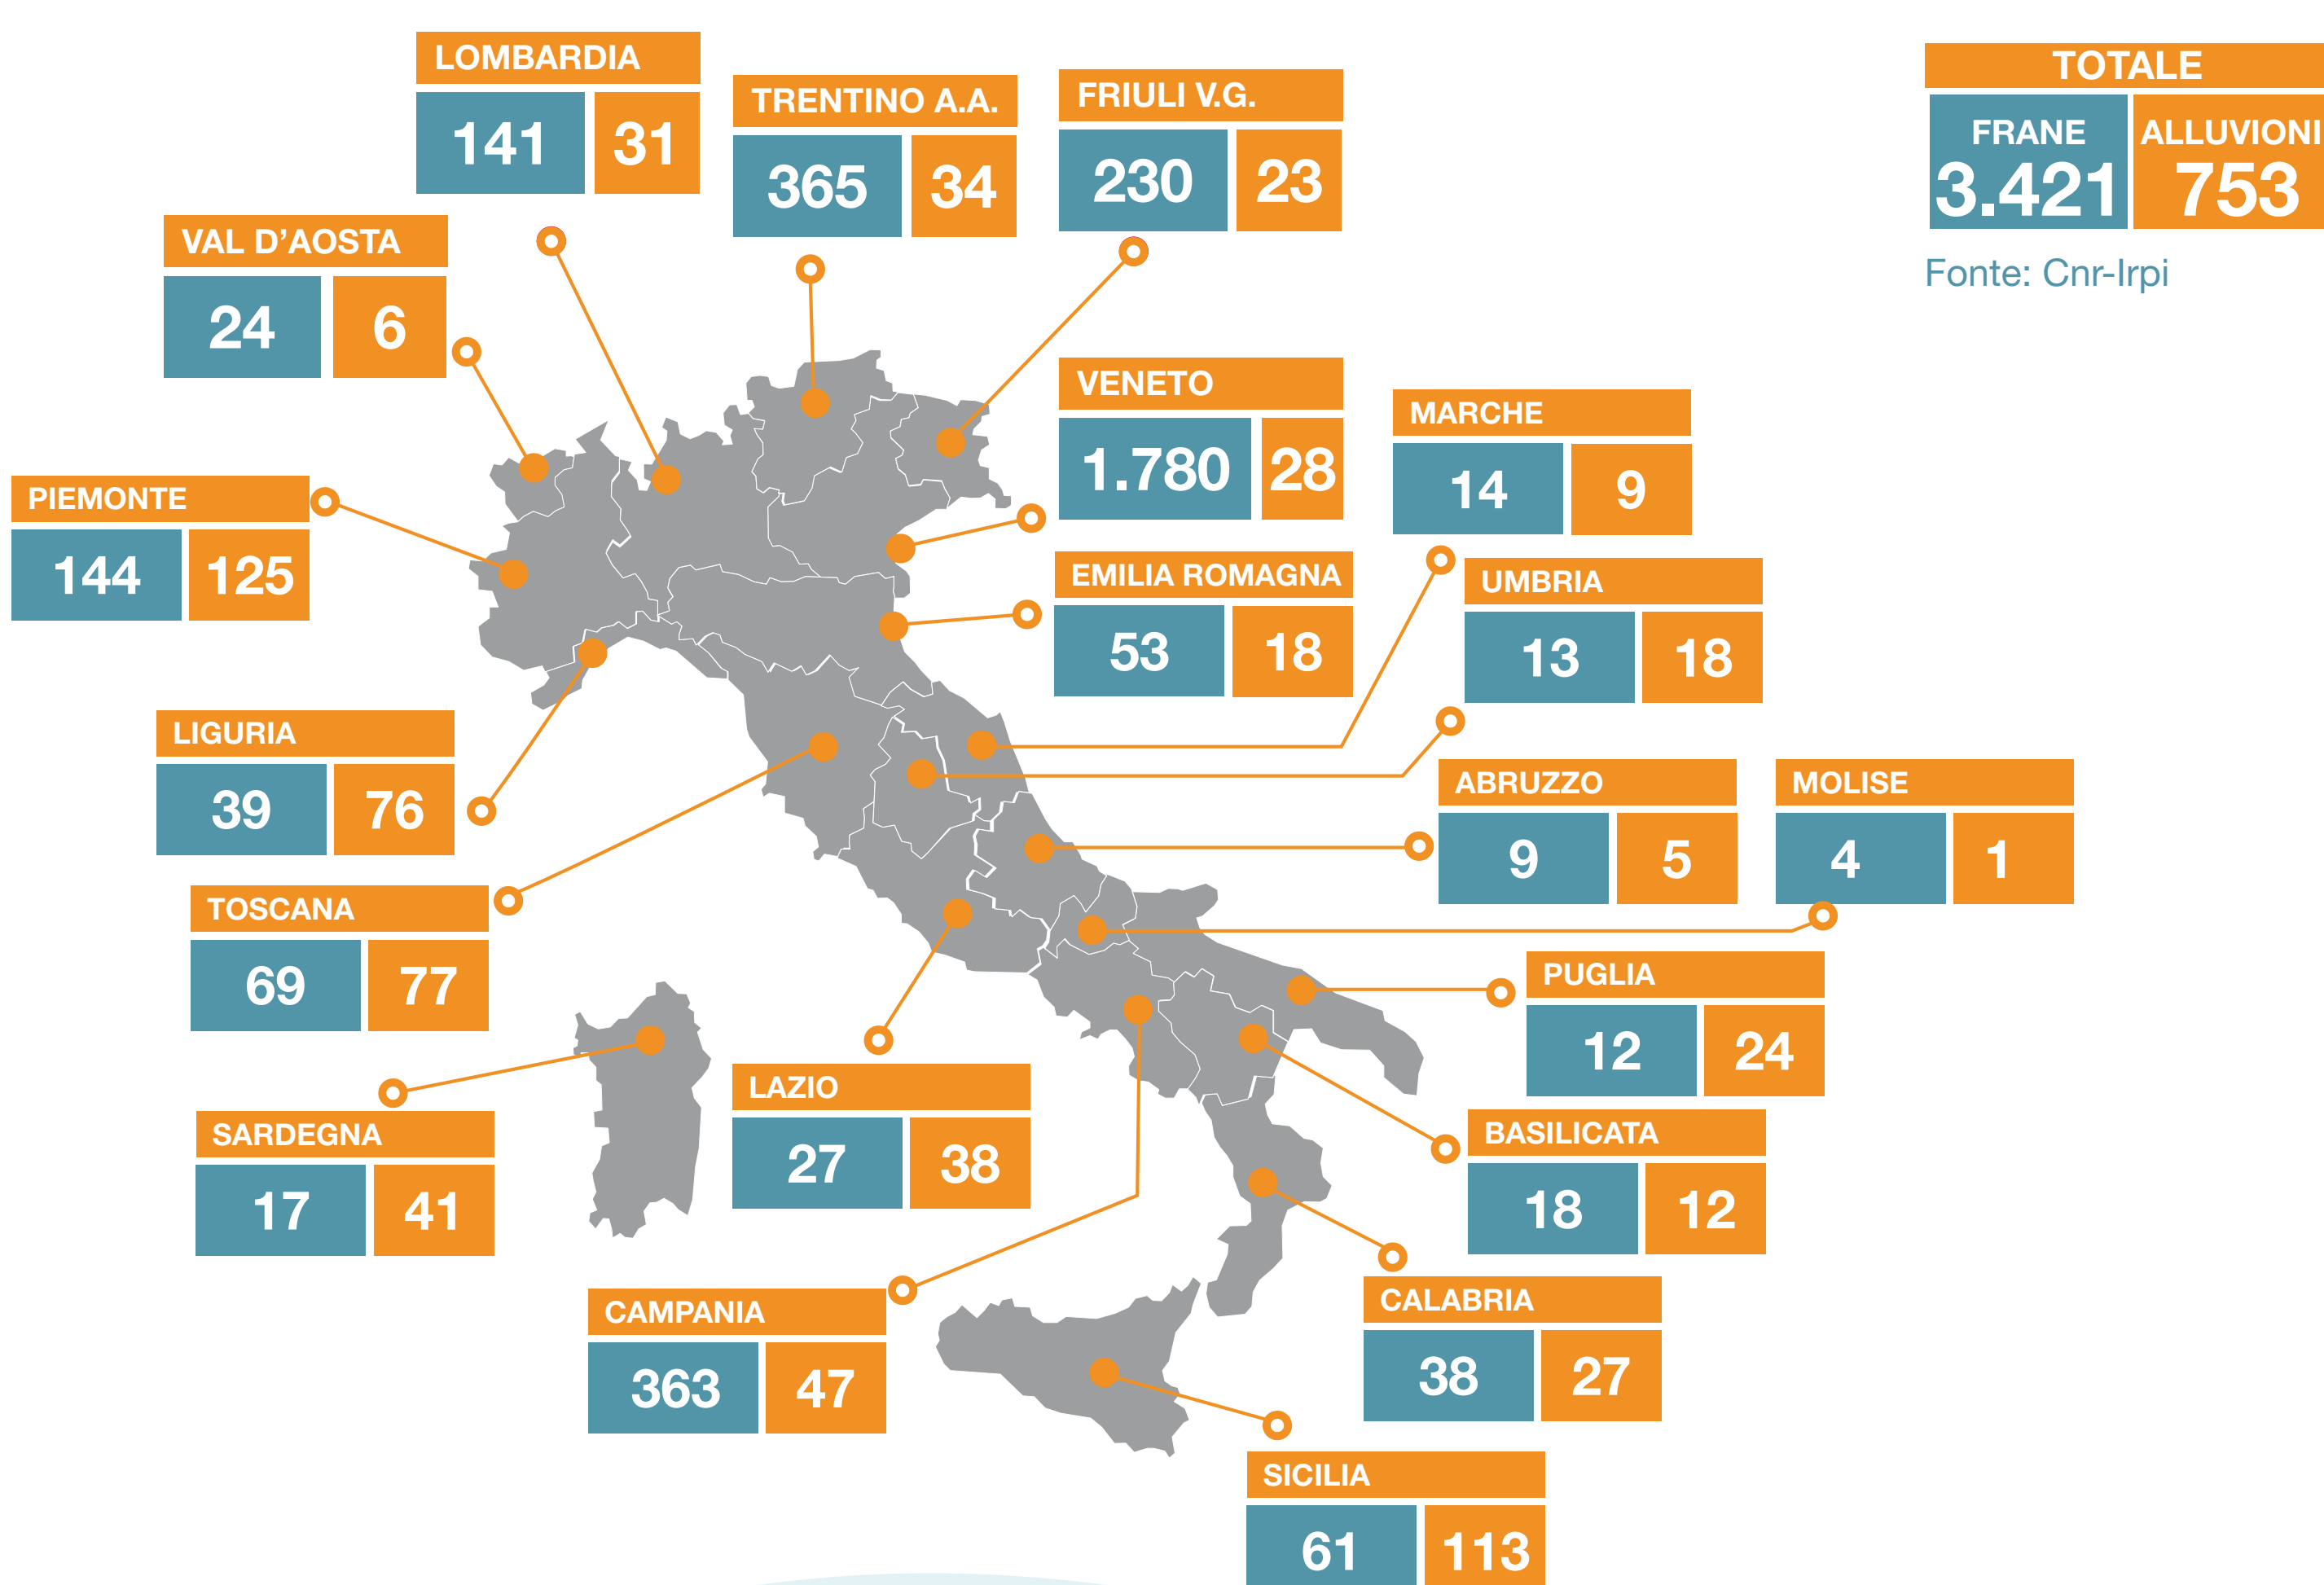 LOMBARDIA
141 31
TRENTINO A.A.
365 34
FRIULI V.G.
230 23
TOTALE
FRANE ALLUVIONI
3.421 753
Fonte: Cnr-Irpi
VAL D’AOSTA
24 6
VENETO
1.780 28
MARCHE
14 9
PIEMONTE
144 125
EMILIA ROMAGNA
53 18
UMBRIA
13 18
LIGURIA
39 76
ABRUZZO
9 5
MOLISE
4 1
TOSCANA
69 77
PUGLIA
12 24
LAZIO
27 38
SARDEGNA
17 41
BASILICATA
18 12
CAMPANIA
363 47
CALABRIA
38 27
SICILIA
61 113